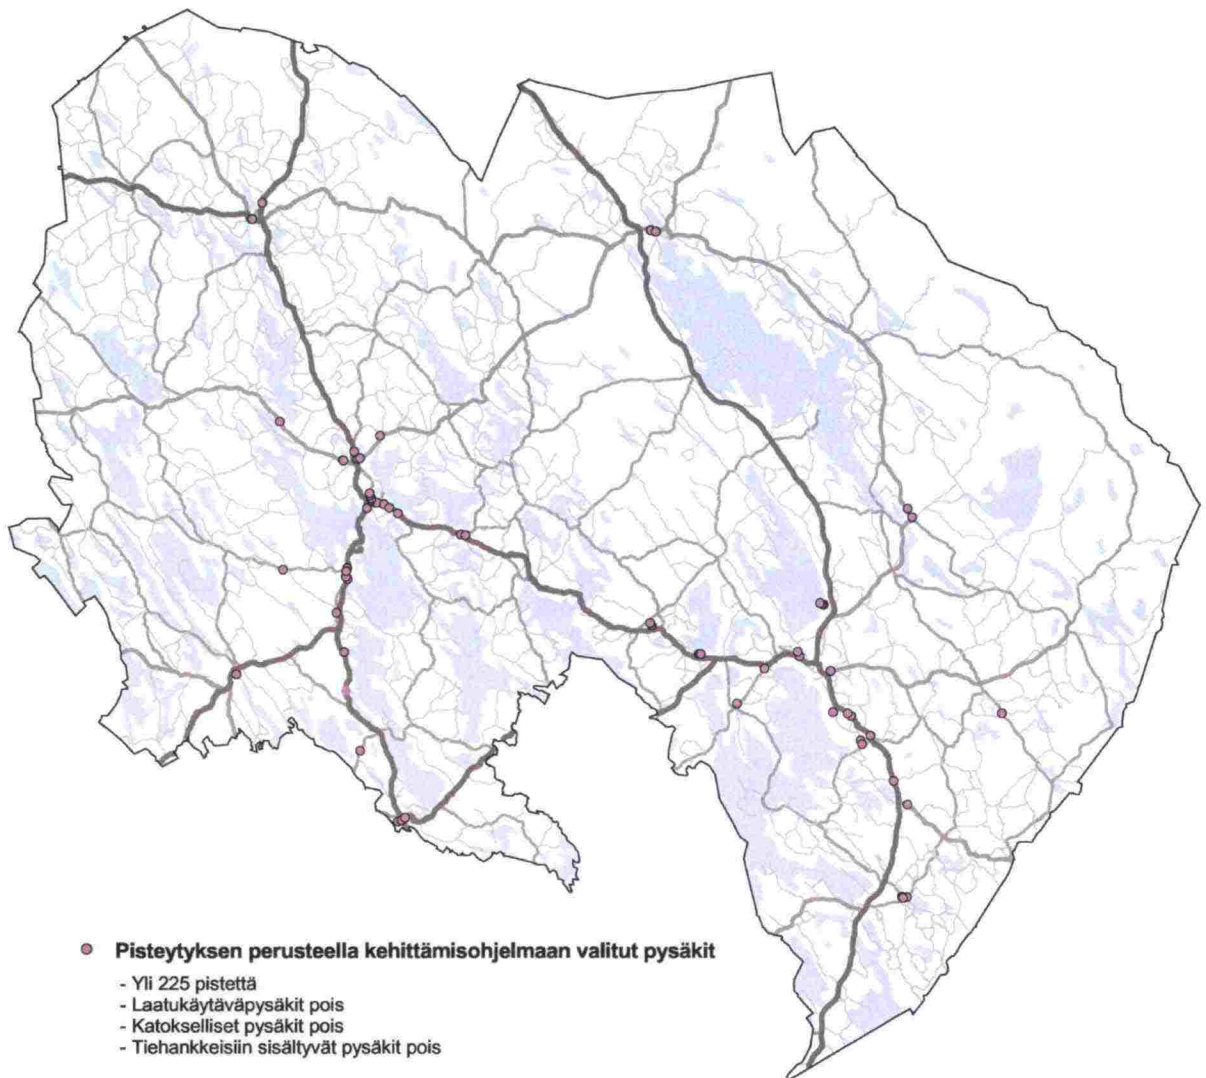 Pisteytyksen perusteella kehittämisohjelmaan valitut pysäkit
- Yli 225 pistettä
- Laatukäytäväpysäkit pois
- Katokselliset pysäkit pois
- Tiehankkeisiin sisältyvät pysäkit pois